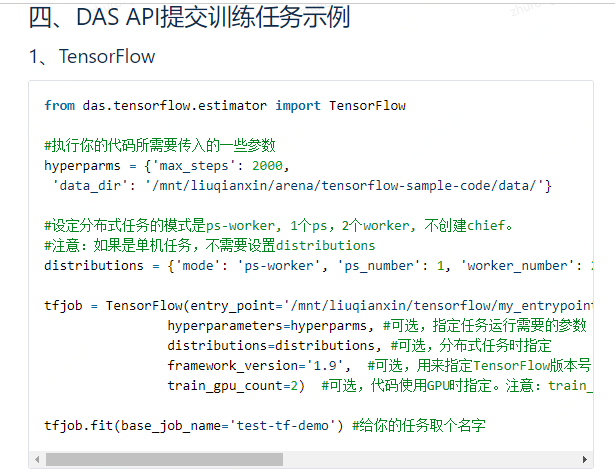 四、DAS API提交训练任务示例
1、TensorFlow
from das.tensorflow.estimator import TensorFlow
#执行你的代码所需要传入的一些参数
hyperparms = {'max_steps': 2000,
'data_dir': '/mnt/liuqianxin/arena/tensorflow-sample-code/data/'}
#设定分布式任务的模式是ps-worker, 1个ps，2个worker, 不创建chief。
#注意：如果是单机任务，不需要设置distributions
distributions = {'mode': 'ps-worker', 'ps_number': 1, 'worker_number':
tfjob = TensorFlow(entry_point='/mnt/liuqianxin/tensorflow/my_entrypoint
hyperparameters=hyperparms, #可选，指定任务运行需要的参数
distributions=distributions, #可选，分布式任务时指定
framework_version='1.9', #可选，用来指定TensorFlow版本号
train_gpu_count=2) #可选，代码使用GPU时指定。注意：train_
tfjob.fit(base_job_name='test-tf-demo') #给你的任务取个名字